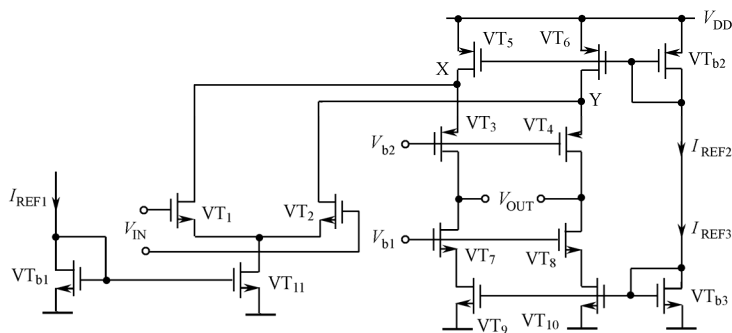 V_DD
VT_5
VT_6
VT_b2
X
Y
VT_3
VT_4
V_b2
I_REF2
I_REF1
VT_1
VT_2
V_OUT
V_IN
V_b1
I_REF3
VT_7
VT_8
VT_b1
VT_11
VT_b3
VT_9
VT_10